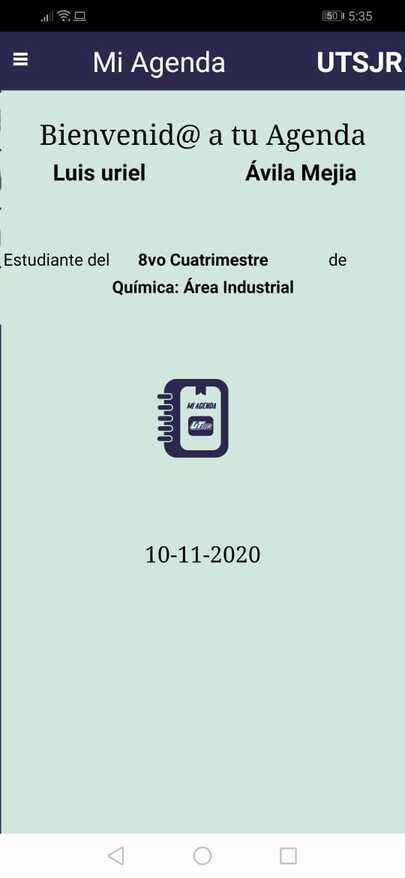 50 5:35
Mi Agenda UTSJR
Bienvenid@ a tu Agenda
Luis uriel Ávila Mejia
Estudiante del 8vo Cuatrimestre de
Química: Área Industrial
MI AGENDA
UTSJR
10-11-2020